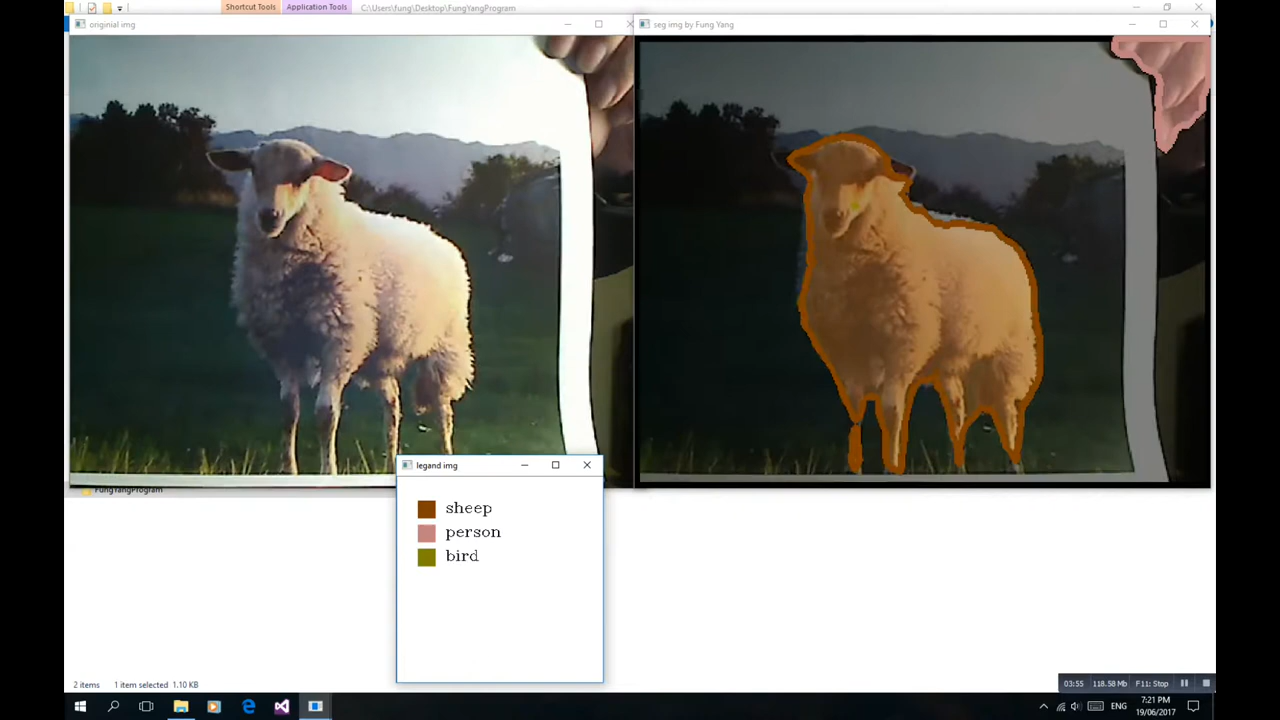 Shortcut Tools
Application Tools
C:\Users\fung\Desktop\FungYangProgram
originial img
seg img by Fung Yang
FungYangProgram
legand img
sheep
person
bird
2 items
1 item selected 1.10 KB
03:55
118.58 Mb
F11: Stop
ENG
7:21 PM
19/06/2017